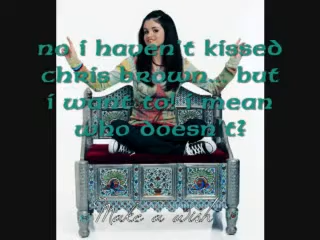 no i haven't kissed
chris brown... but
i want to! i mean
who doesn't?
Make a wish